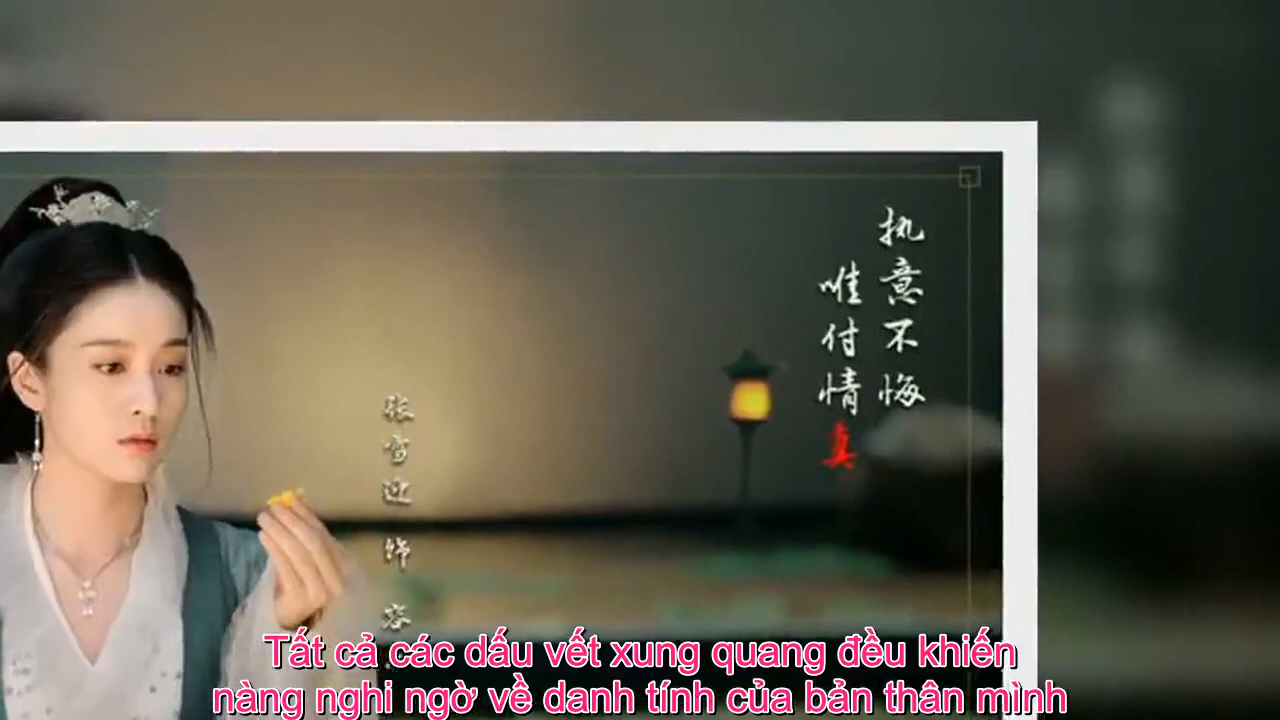 执意不悔
唯付情真
张雪迎 饰 容
Tất cả các dấu vết xung quang đều khiến
nàng nghi ngờ về danh tính của bản thân mình